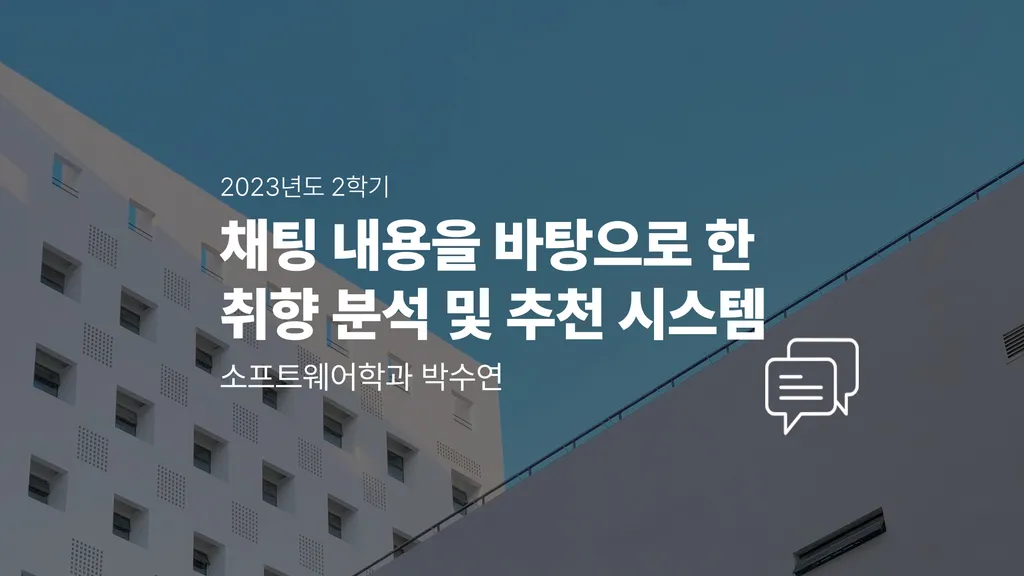 2023년도 2학기
채팅 내용을 바탕으로 한
취향 분석 및 추천 시스템
소프트웨어학과 박수연